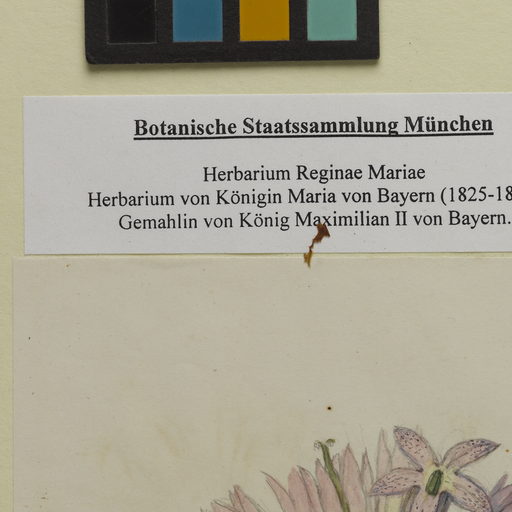 Botanische Staatssammlung München
Herbarium Reginae Mariae
Herbarium von Königin Maria von Bayern (1825-18
Gemahlin von König Maximilian II von Bayern.